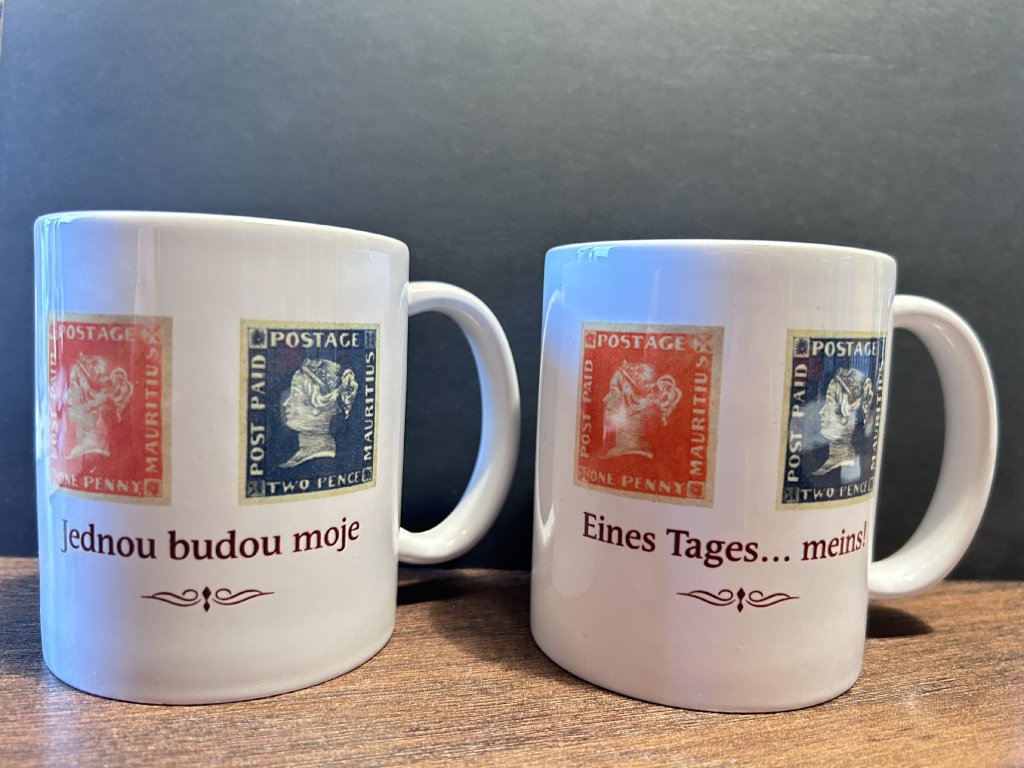 POSTAGE
POST PAID
MAURITIUS
ONE PENNY
POSTAGE
POST PAID
MAURITIUS
TWO PENCE
Jednou budou moje
POSTAGE
POST PAID
MAURITIUS
ONE PENNY
POSTAGE
POST PAID
MAURITIUS
TWO PENCE
Eines Tages... meins!